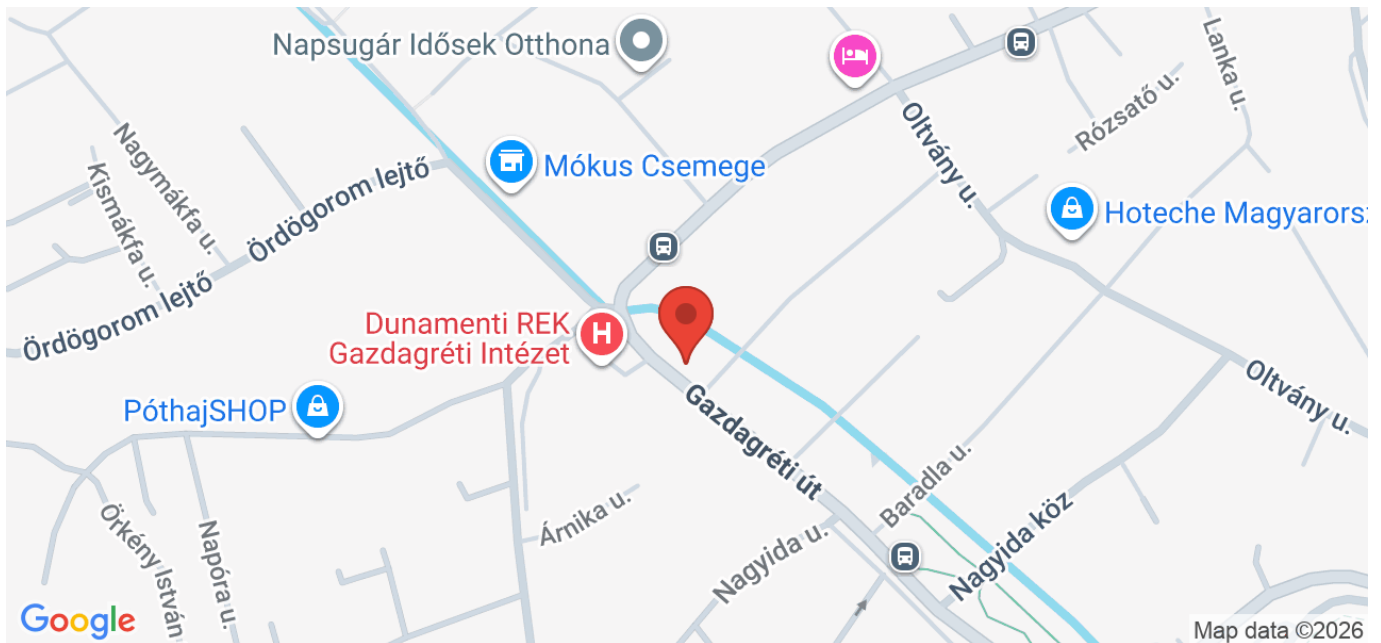 Napsugár Idősek Otthona
Lanka u.
Rózsatő u.
Oltvány u.
Nagymákfa u.
Kismákfa u.
Ördögorom lejtő
Mókus Csemege
Hoteche Magyarorsz
Ördögorom lejtő
Dunamenti REK
Gazdagréti Intézet
H
PóthajSHOP
Gazdagréti út
Oltvány u.
Baradla u.
Árnika u.
Nagyida u.
Nagyida köz
Örkény István
Napóra u.
Google
Map data ©2026